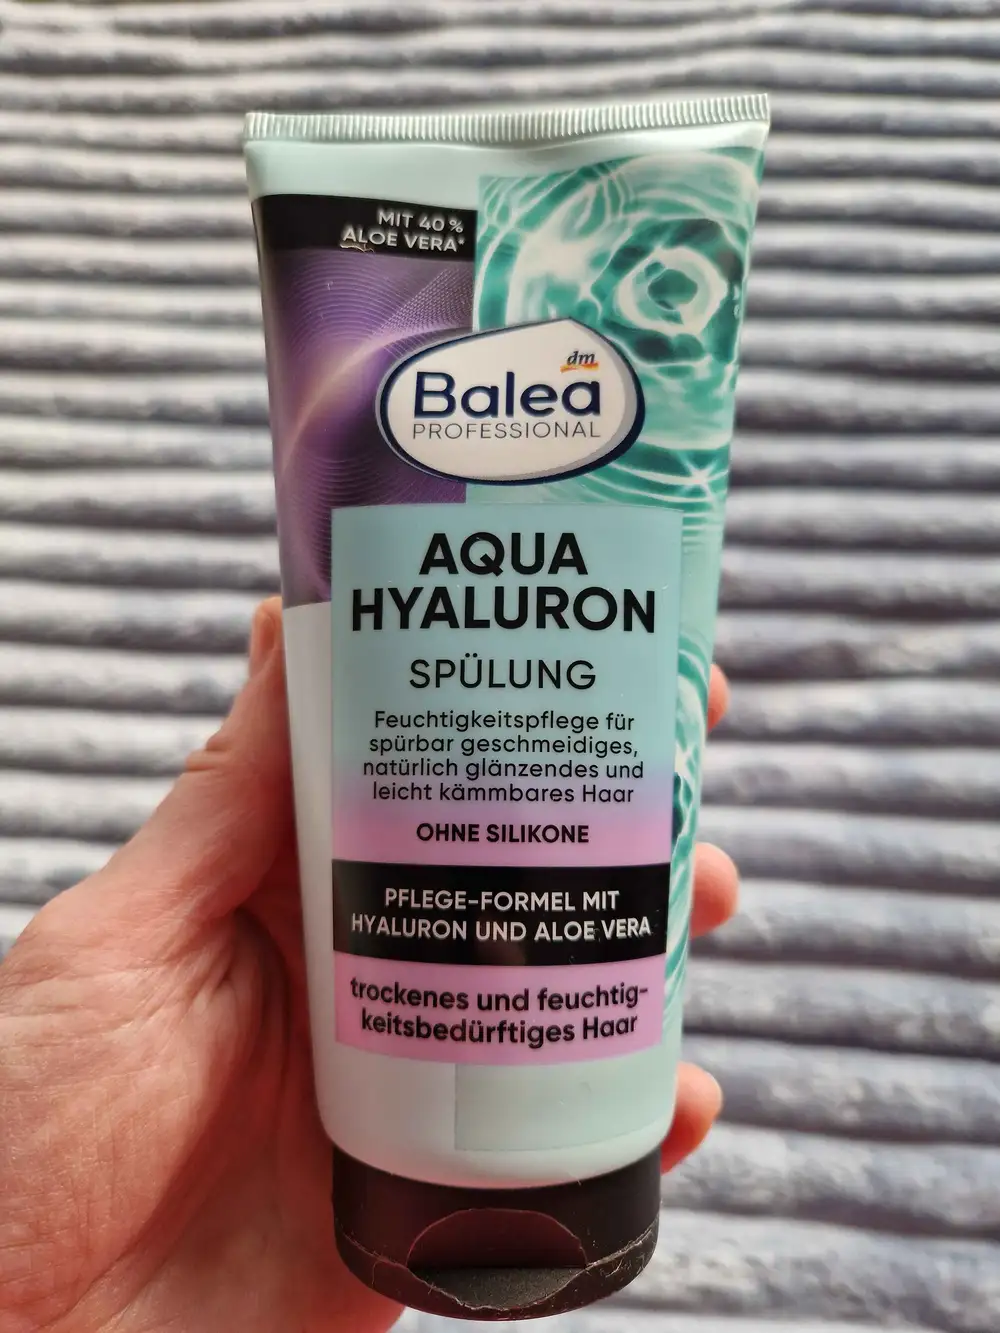 MIT 40 %
ALOE VERA*
dm
Balea
PROFESSIONAL
AQUA
HYALURON
SPÜLUNG
Feuchtigkeitspflege für
spürbar geschmeidiges,
natürlich glänzendes und
leicht kämmbares Haar
OHNE SILIKONE
PFLEGE-FORMEL MIT
HYALURON UND ALOE VERA
trockenes und feuchtig-
keitsbedürftiges Haar